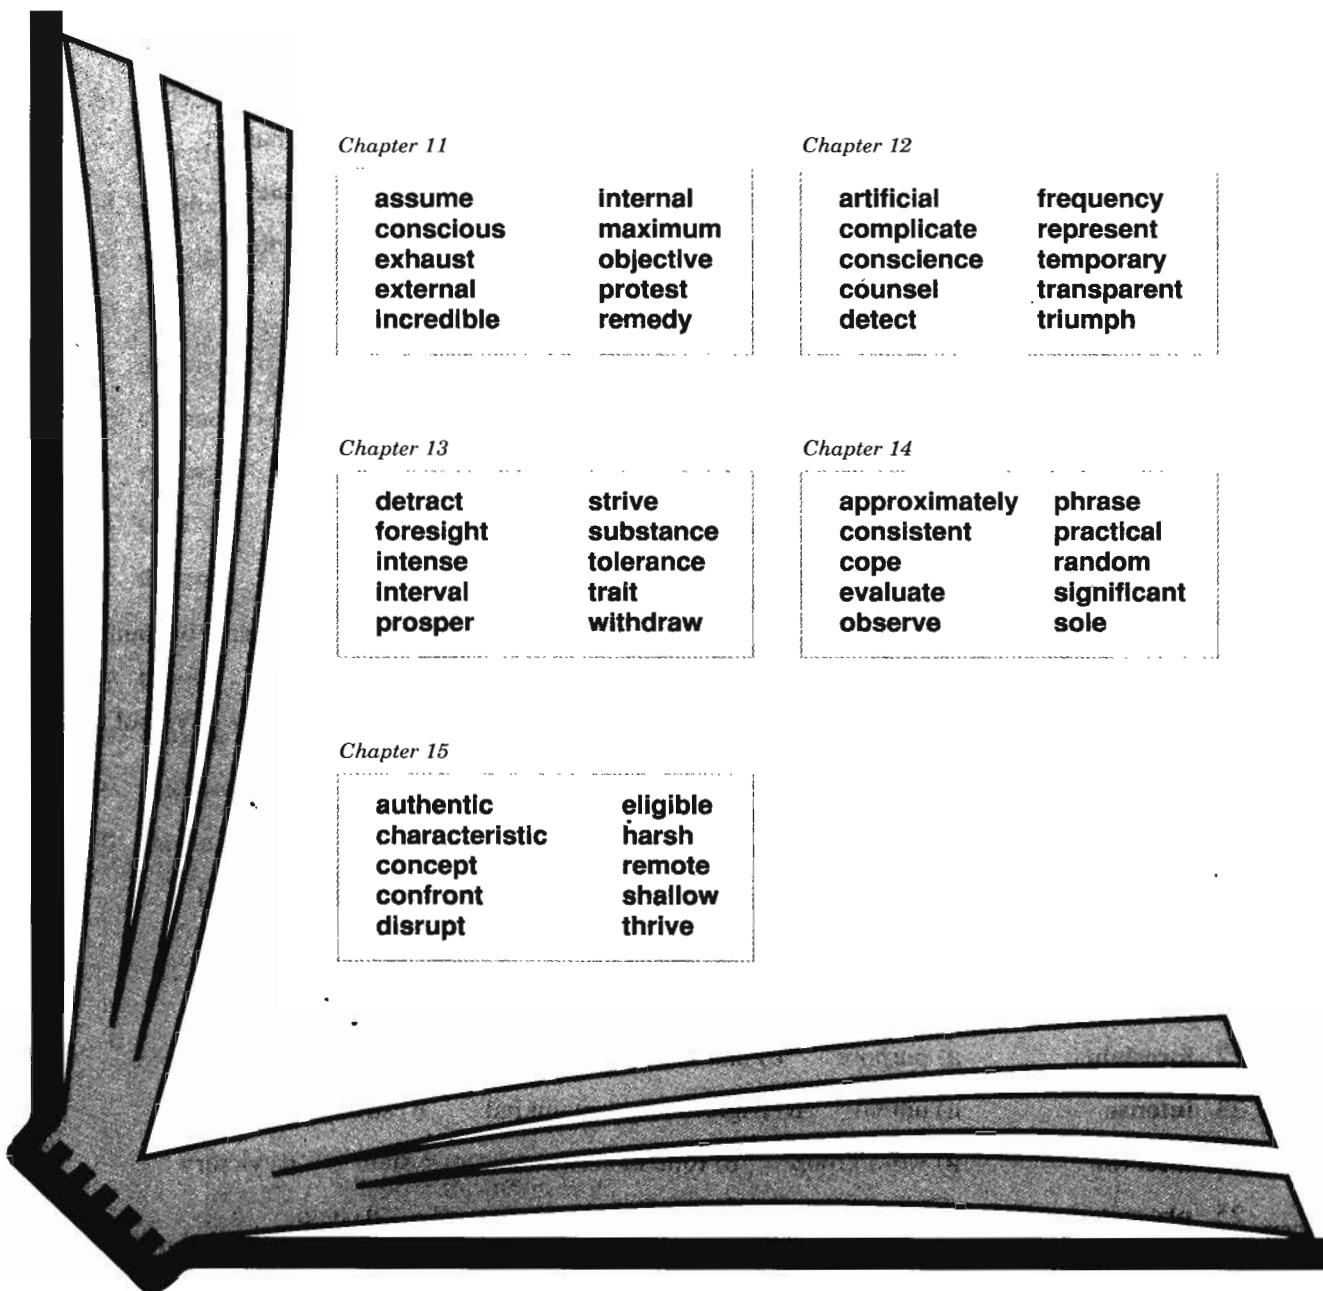 Chapter 11
assume internal
conscious maximum
exhaust objective
external protest
incredible remedy
Chapter 12
artificial frequency
complicate represent
conscience temporary
counsel transparent
detect triumph
Chapter 13
detract strive
foresight substance
intense tolerance
interval trait
prosper withdraw
Chapter 14
approximately phrase
consistent practical
cope random
evaluate significant
observe sole
Chapter 15
authentic eligible
characteristic harsh
concept remote
confront shallow
disrupt thrive